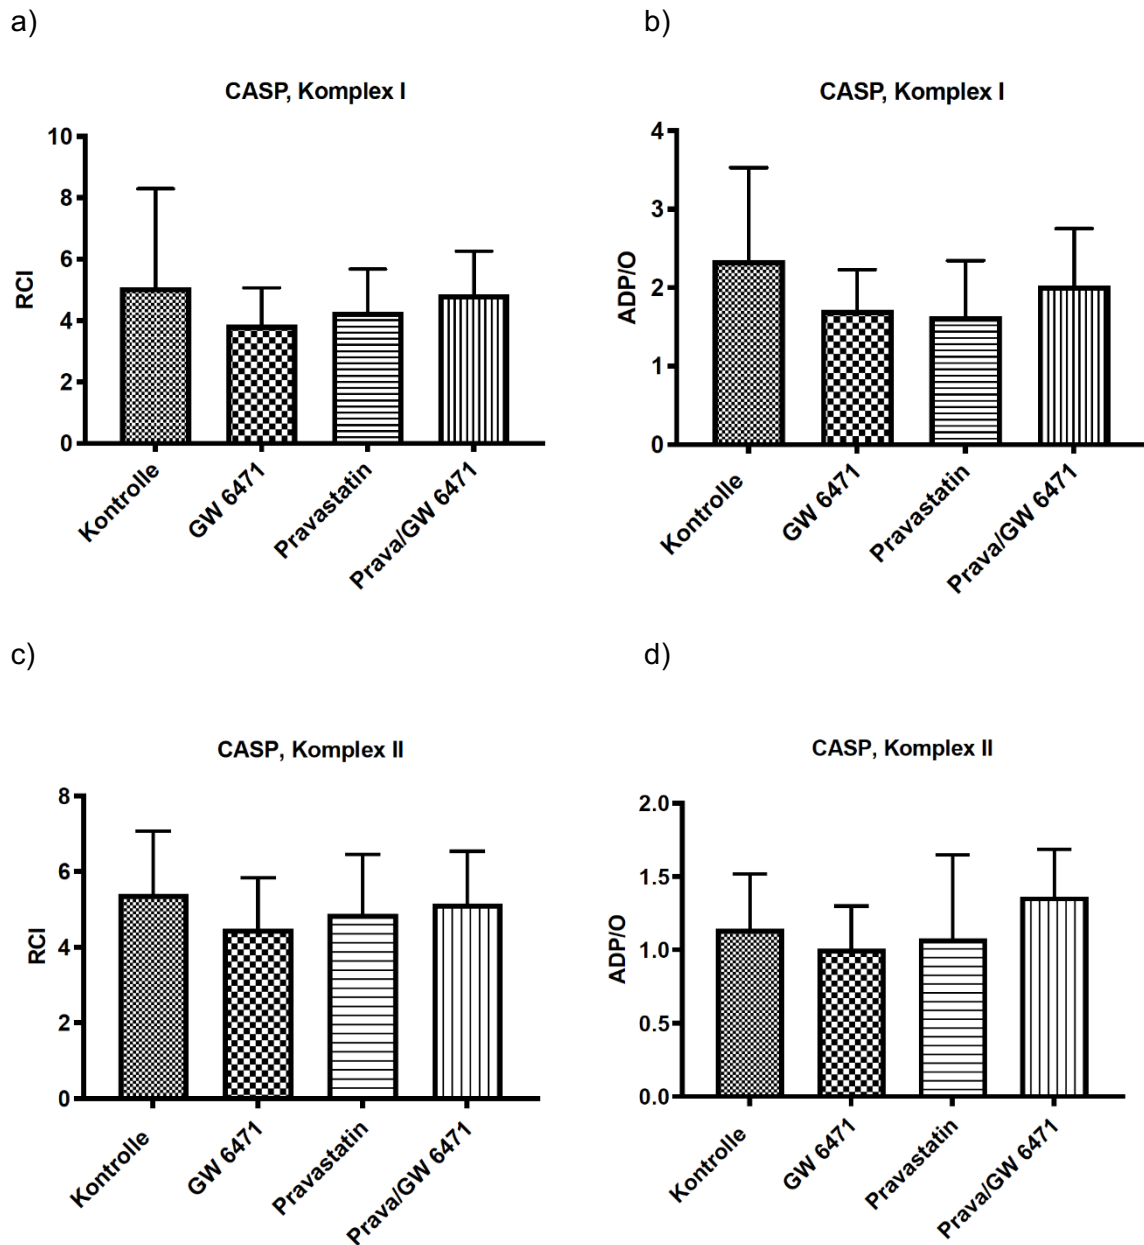 a)
CASP, Komplex I
RCI
10
8
6
4
2
0
Kontrolle
GW 6471
Pravastatin
Prava/GW 6471
b)
CASP, Komplex I
ADP/O
4
3
2
1
0
Kontrolle
GW 6471
Pravastatin
Prava/GW 6471
c)
CASP, Komplex II
RCI
8
6
4
2
0
Kontrolle
GW 6471
Pravastatin
Prava/GW 6471
d)
CASP, Komplex II
ADP/O
2.0
1.5
1.0
0.5
0.0
Kontrolle
GW 6471
Pravastatin
Prava/GW 6471